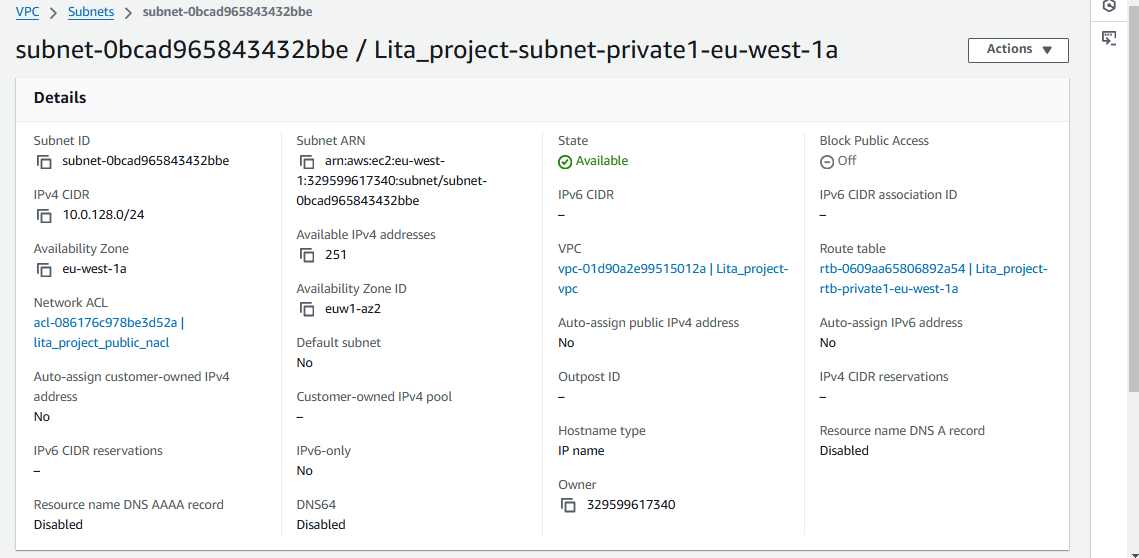 VPC > Subnets > subnet-0bcad965843432bbe
subnet-0bcad965843432bbe / Lita_project-subnet-private1-eu-west-1a
Actions
Details
Subnet ID
subnet-0bcad965843432bbe
IPv4 CIDR
10.0.128.0/24
Availability Zone
eu-west-1a
Network ACL
acl-086176c978be3d52a |
lita_project_public_nacl
Auto-assign customer-owned IPv4
address
No
IPv6 CIDR reservations
–
Resource name DNS AAAA record
Disabled
Subnet ARN
arn:aws:ec2:eu-west-
1:329599617340:subnet/subnet-
0bcad965843432bbe
Available IPv4 addresses
251
Availability Zone ID
euw1-az2
Default subnet
No
Customer-owned IPv4 pool
–
IPv6-only
No
DNS64
Disabled
State
Available
IPv6 CIDR
–
VPC
vpc-01d90a2e99515012a | Lita_project-
vpc
Auto-assign public IPv4 address
No
Outpost ID
–
Hostname type
IP name
Owner
329599617340
Block Public Access
Off
IPv6 CIDR association ID
–
Route table
rtb-0609aa65806892a54 | Lita_project-
rtb-private1-eu-west-1a
Auto-assign IPv6 address
No
IPv4 CIDR reservations
–
Resource name DNS A record
Disabled